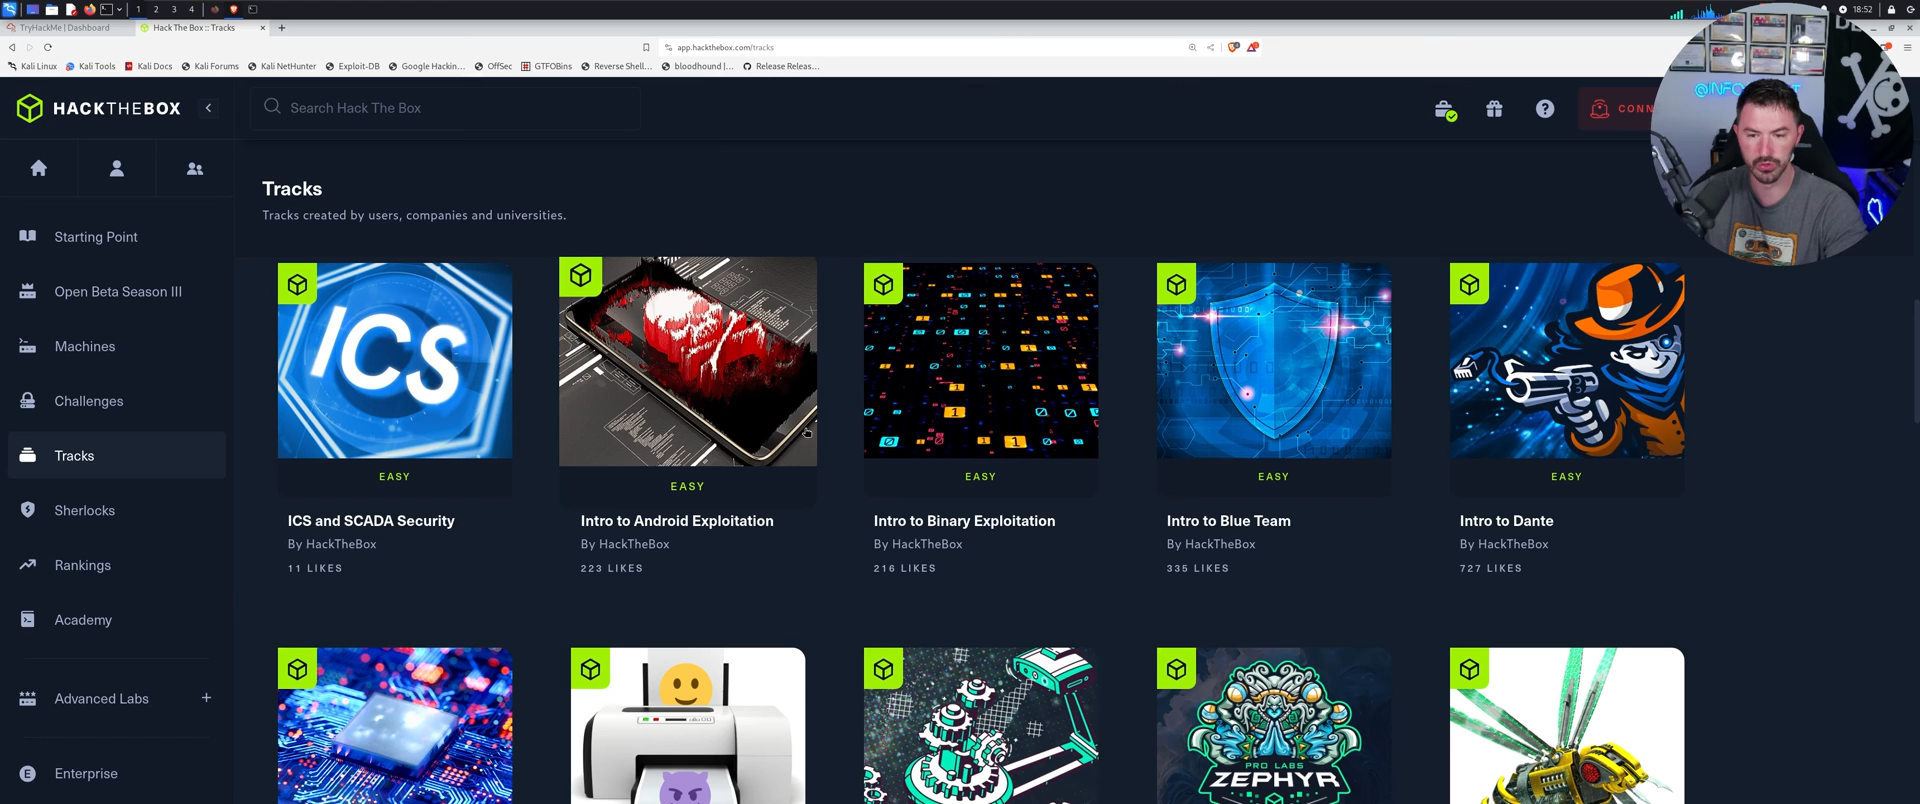 1 2 3 4
18:52
TryHackMe | Dashboard
Hack The Box :: Tracks
app.hackthebox.com/tracks
Kali Linux Kali Tools Kali Docs Kali Forums Kali NetHunter Exploit-DB Google Hackin... OffSec GTFOBins Reverse Shell... bloodhound |... Release Releas...
HACKTHEBOX
Search Hack The Box
CONN
Starting Point
Open Beta Season III
Machines
Challenges
Tracks
Sherlocks
Rankings
Academy
Advanced Labs
Enterprise
Tracks
Tracks created by users, companies and universities.
ICS
EASY
ICS and SCADA Security
By HackTheBox
11 LIKES
EASY
Intro to Android Exploitation
By HackTheBox
223 LIKES
EASY
Intro to Binary Exploitation
By HackTheBox
216 LIKES
EASY
Intro to Blue Team
By HackTheBox
335 LIKES
EASY
Intro to Dante
By HackTheBox
727 LIKES
PRO LABS
ZEPHYR